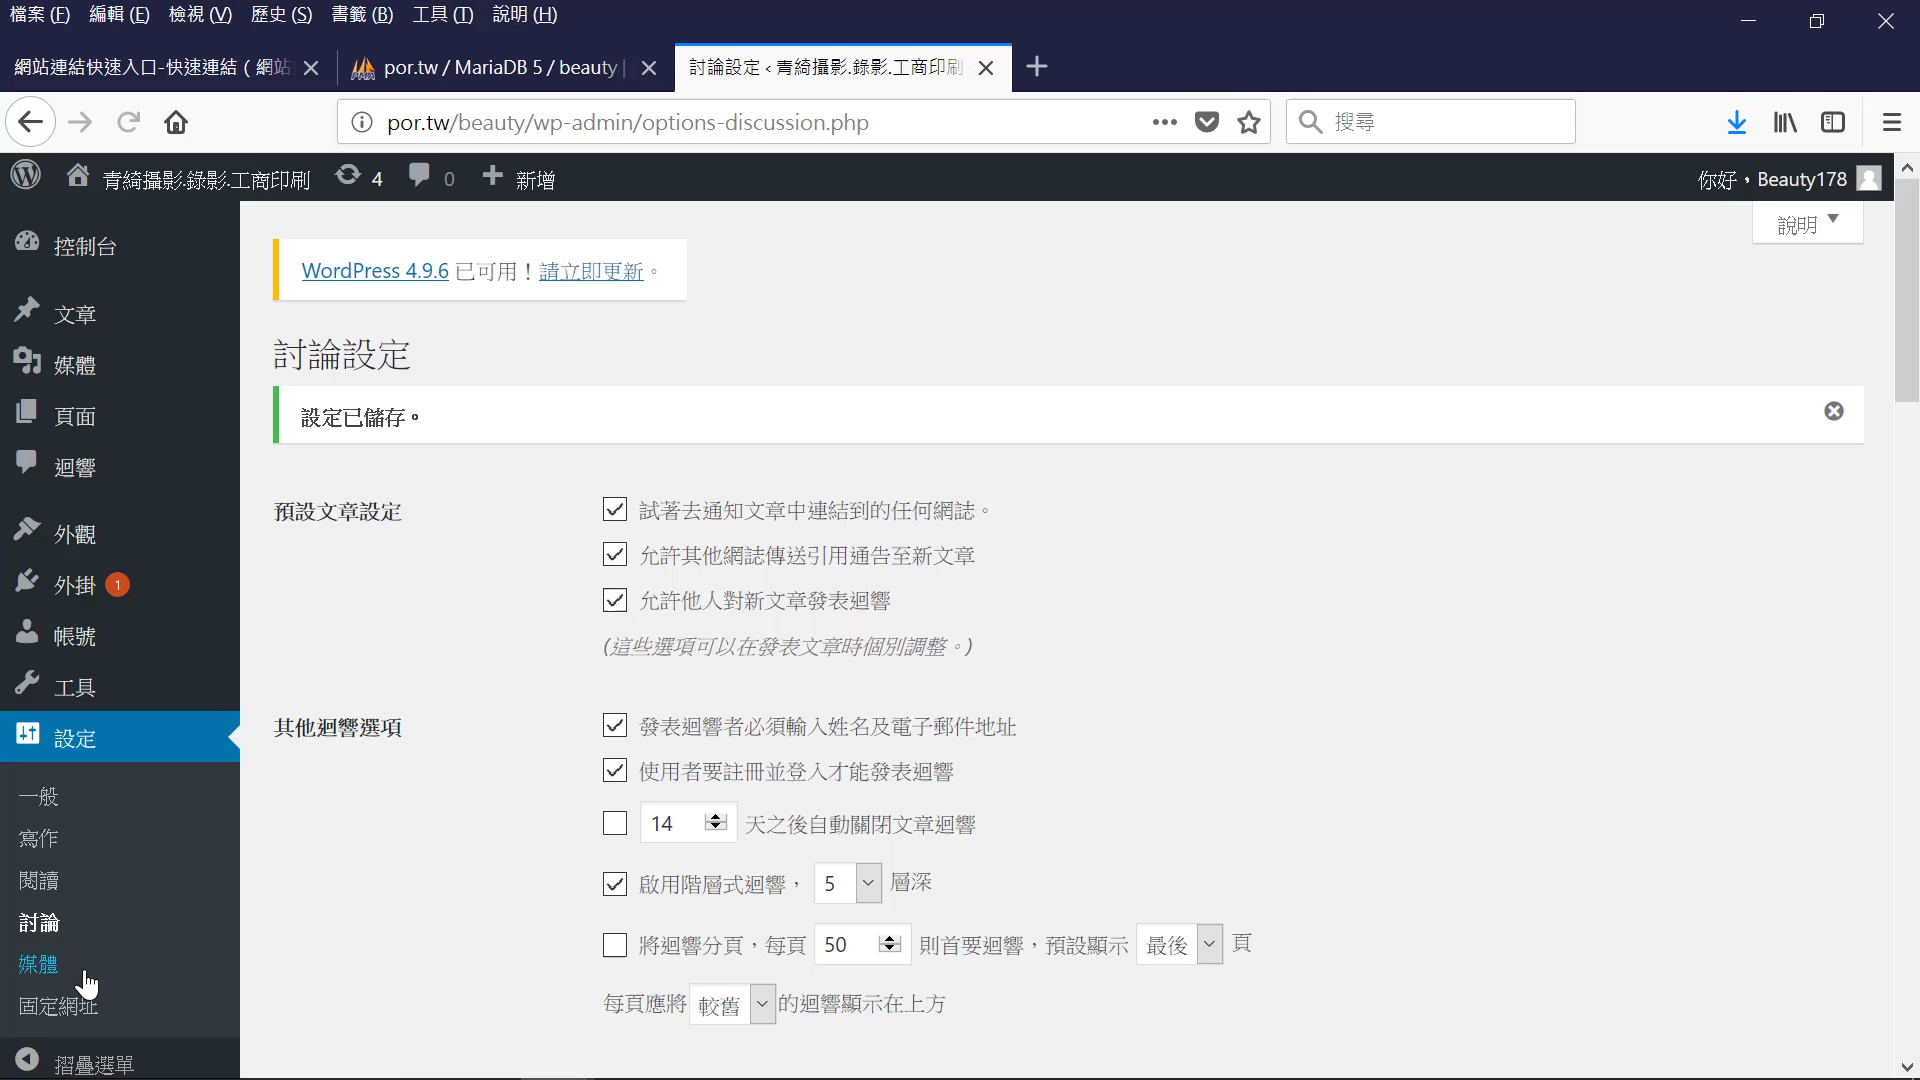 檔案 (F) 編輯 (E) 檢視 (V) 歷史 (S) 書籤 (B) 工具 (T) 說明 (H)
網站連結快速入口-快速連結 ( 網站
por.tw / MariaDB 5 / beauty |
討論設定 ‹ 青綺攝影.錄影.工商印刷
por.tw/beauty/wp-admin/options-discussion.php
搜尋
青綺攝影.錄影.工商印刷 4 0 新增
你好,Beauty178
說明
控制台
文章
媒體
頁面
迴響
外觀
外掛 1
帳號
工具
設定
一般
寫作
閱讀
討論
媒體
固定網址
摺疊選單
WordPress 4.9.6 已可用!請立即更新。
討論設定
設定已儲存。
預設文章設定
試著去通知文章中連結到的任何網誌。
允許其他網誌傳送引用通告至新文章
允許他人對新文章發表迴響
(這些選項可以在發表文章時個別調整。)
其他迴響選項
發表迴響者必須輸入姓名及電子郵件地址
使用者要註冊並登入才能發表迴響
14 天之後自動關閉文章迴響
啟用階層式迴響, 5 層深
將迴響分頁,每頁 50 則首要迴響,預設顯示 最後 頁
每頁應將 較舊 的迴響顯示在上方